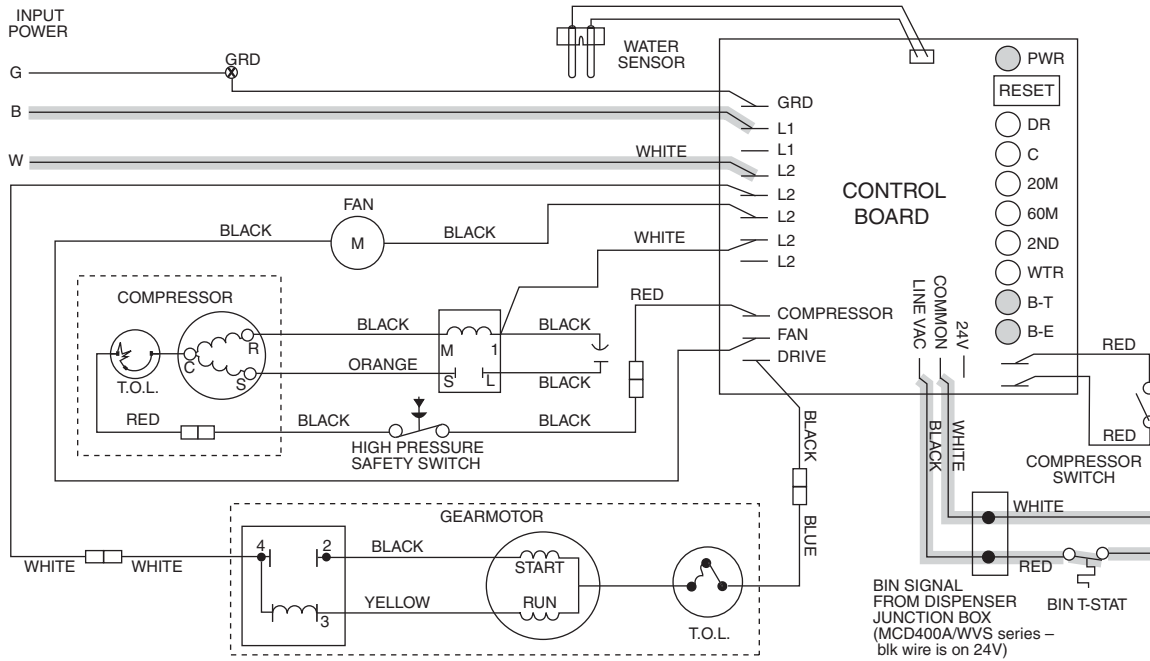 INPUT
POWER
G
GRD
B
W
WATER
SENSOR
PWR
RESET
DR
C
20M
60M
2ND
WTR
B-T
B-E
GRD
L1
L1
WHITE
L2
L2
L2
L2
L2
CONTROL
BOARD
FAN
M
BLACK
BLACK
WHITE
COMPRESSOR
FAN
DRIVE
LINE VAC
COMMON
24V
RED
RED
COMPRESSOR
SWITCH
COMPRESSOR
T.O.L.
C
R
S
BLACK
ORANGE
M
1
S
L
BLACK
BLACK
RED
RED
BLACK
BLACK
HIGH PRESSURE
SAFETY SWITCH
BLACK
BLUE
BLACK
WHITE
WHITE
RED
BIN T-STAT
BIN SIGNAL
FROM DISPENSER
JUNCTION BOX
(MCD400A/WVS series –
blk wire is on 24V)
GEARMOTOR
WHITE
WHITE
4
2
3
BLACK
YELLOW
START
RUN
T.O.L.